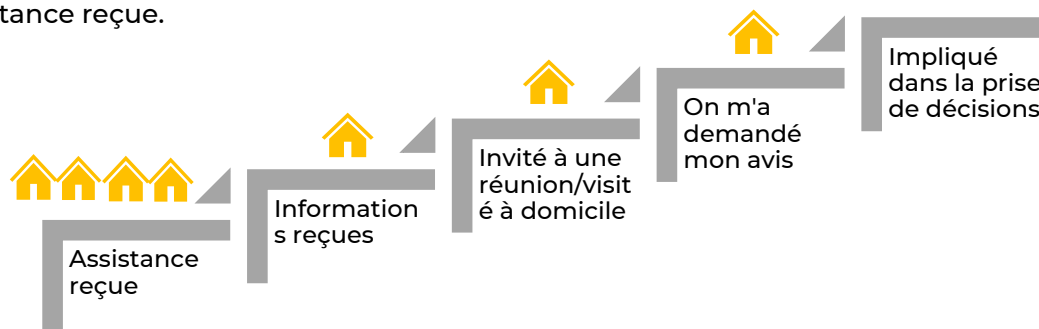 tance reçue.
Assistance
reçue
Information
s reçues
Invité à une
réunion/visit
é à domicile
On m'a
demandé
mon avis
Impliqué
dans la prise
de décisions